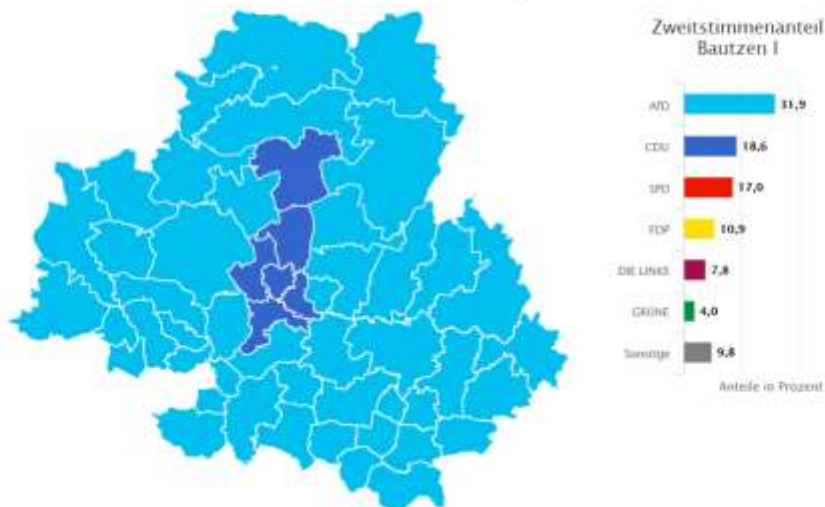 Zweitstimmenanteil
Bautzen I
AfD 31,9
CDU 18,6
SPD 17,0
FDP 10,9
DIE LINKE 7,8
GRÜNE 4,0
Sonstige 9,8
Anteile in Prozent